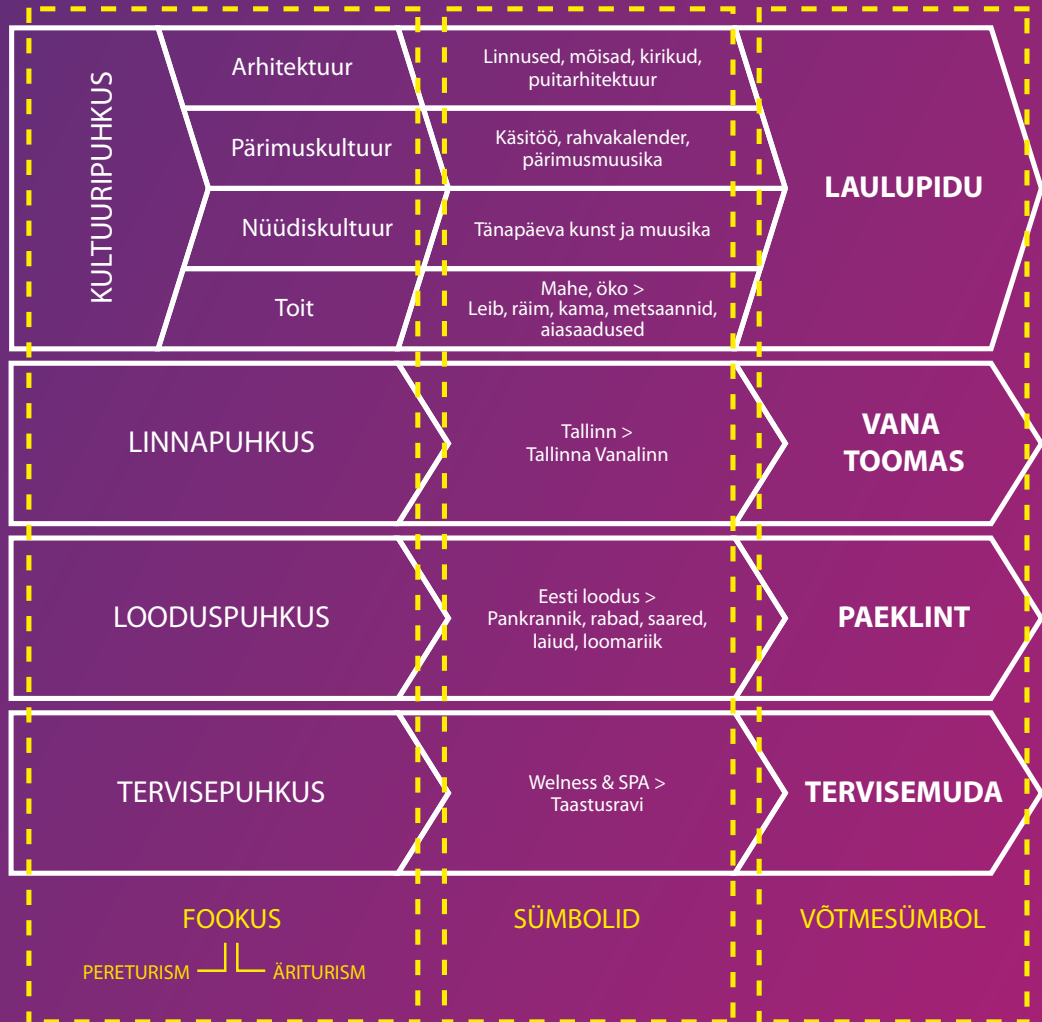 KULTUURIPUHKUS
Arhitektuur
Linnused, mõisad, kirikud,
puitarhitektuur
Pärimuskultuur
Käsitöö, rahvakalender,
pärimusmuusika
Nüüdiskultuur
Tänapäeva kunst ja muusika
Toit
Mahe, öko >
Leib, räim, kama, metsaannid,
aiasaadused
LAULUPIDU
LINNAPUHKUS
Tallinn >
Tallinna Vanalinn
VANA
TOOMAS
LOODUSPUHKUS
Eesti loodus >
Pankrannik, rabad, saared,
laiud, loomariik
PAEKLINT
TERVISEPUHKUS
Welness & SPA >
Taastusravi
TERVISEMUDA
FOOKUS
PERETURISM
ÄRITURISM
SÜMBOLID
VÕTMESÜMBOL